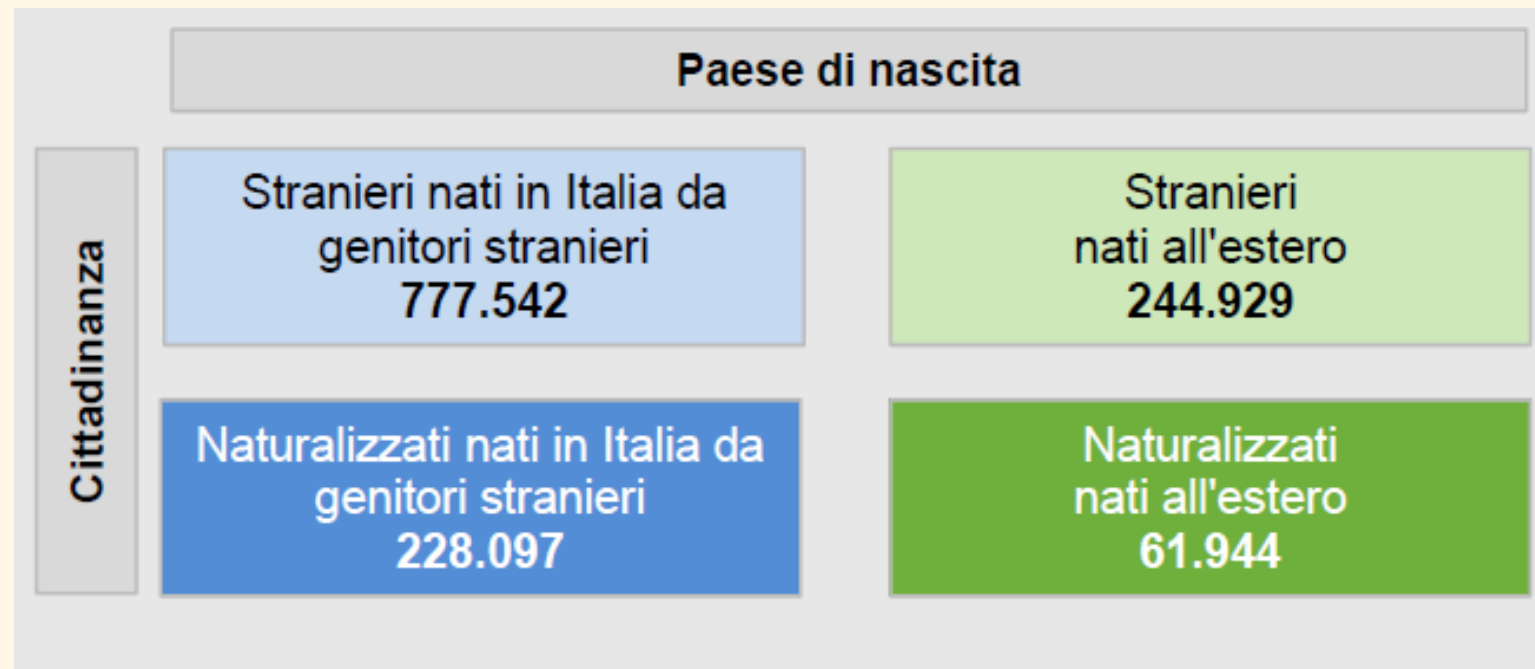 Paese di nascita
Cittadinanza
Stranieri nati in Italia da
genitori stranieri
777.542
Stranieri
nati all'estero
244.929
Naturalizzati nati in Italia da
genitori stranieri
228.097
Naturalizzati
nati all'estero
61.944